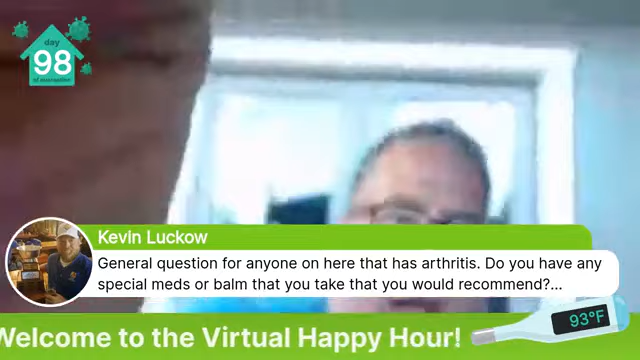 day
98
of quarantine
Kevin Luckow
General question for anyone on here that has arthritis. Do you have any
special meds or balm that you take that you would recommend?...
Welcome to the Virtual Happy Hour!
93°F